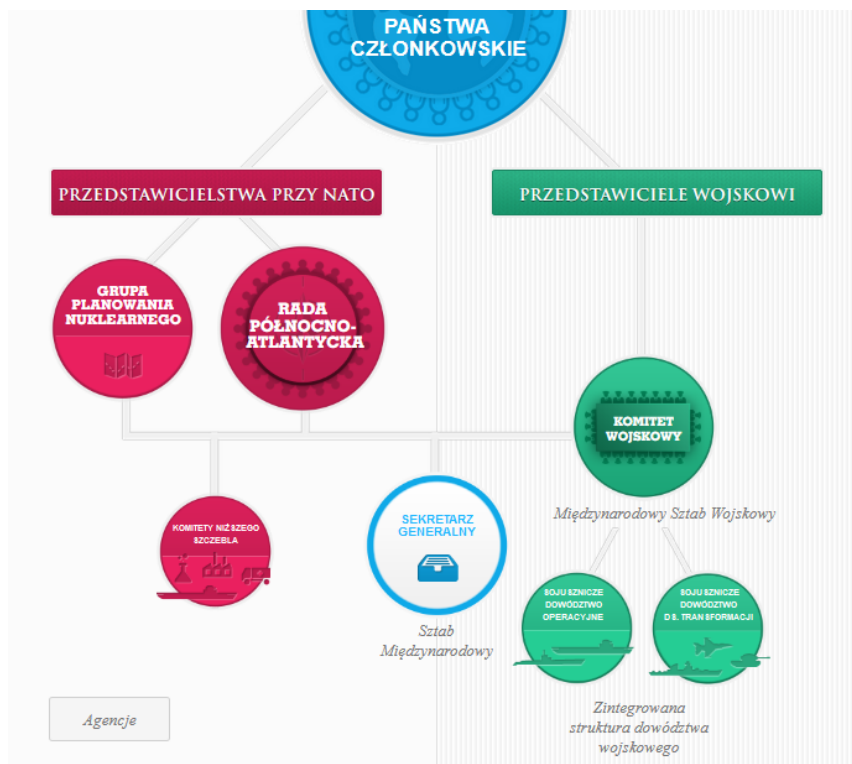 PAŃSTWA
CZŁONKOWSKIE
PRZEDSTAWICIELSTWA PRZY NATO
PRZEDSTAWICIELE WOJSKOWI
GRUPA
PLANOWANIA
NUKLEARNEGO
RADA
PÓŁNOCNO-
ATLANTYCKA
KOMITET
WOJSKOWY
Międzynarodowy Sztab Wojskowy
KOMITETY NIŻSZEGO
SZCZEBLA
SEKRETARZ
GENERALNY
Sztab
Międzynarodowy
SOJUSZNICZE
DOWÓDZTWO
OPERACYJNE
SOJUSZNICZE
DOWÓDZTWO
DS. TRANSFORMACJI
Zintegrowana
struktura dowództwa
wojskowego
Agencje